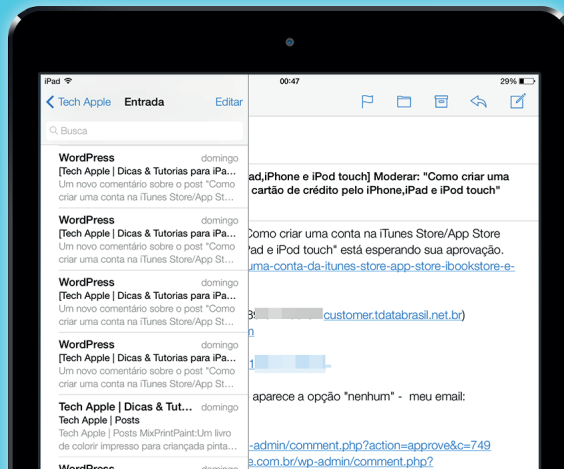 iPad 00:47 29%
Tech Apple Entrada Editar
Busca
WordPress domingo
[Tech Apple | Dicas & Tutorias para iPa...
Um novo comentário sobre o post "Como
criar uma conta na iTunes Store/App St...
WordPress domingo
[Tech Apple | Dicas & Tutorias para iPa...
Um novo comentário sobre o post "Como
criar uma conta na iTunes Store/App St...
WordPress domingo
[Tech Apple | Dicas & Tutorias para iPa...
Um novo comentário sobre o post "Como
criar uma conta na iTunes Store/App St...
WordPress domingo
[Tech Apple | Dicas & Tutorias para iPa...
Um novo comentário sobre o post "Como
criar uma conta na iTunes Store/App St...
Tech Apple | Dicas & Tut... domingo
Tech Apple | Posts
Tech Apple | Posts MixPrintPaint:Um livro
de colorir impresso para criançada pinta...
WordPress domingo
ad,iPhone e iPod touch] Moderar: "Como criar uma
cartão de crédito pelo iPhone,iPad e iPod touch"
Como criar uma conta na iTunes Store/App Store
Pad e iPod touch" está esperando sua aprovação.
uma-conta-da-itunes-store-app-store-ibookstore-e-
customer.tdatabrasil.net.br)
aparece a opção "nenhum" - meu email:
-admin/comment.php?action=approve&c=749
e.com.br/wp-admin/comment.php?